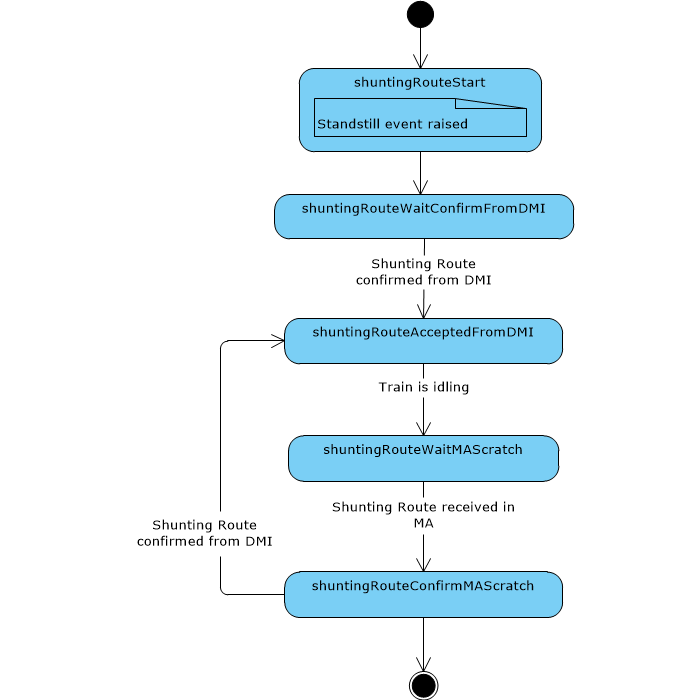 shuntingRouteStart
Standstill event raised
shuntingRouteWaitConfirmFromDMI
Shunting Route
confirmed from DMI
shuntingRouteAcceptedFromDMI
Train is idling
shuntingRouteWaitMAScratch
Shunting Route received in
MA
Shunting Route
confirmed from DMI
shuntingRouteConfirmMAScratch